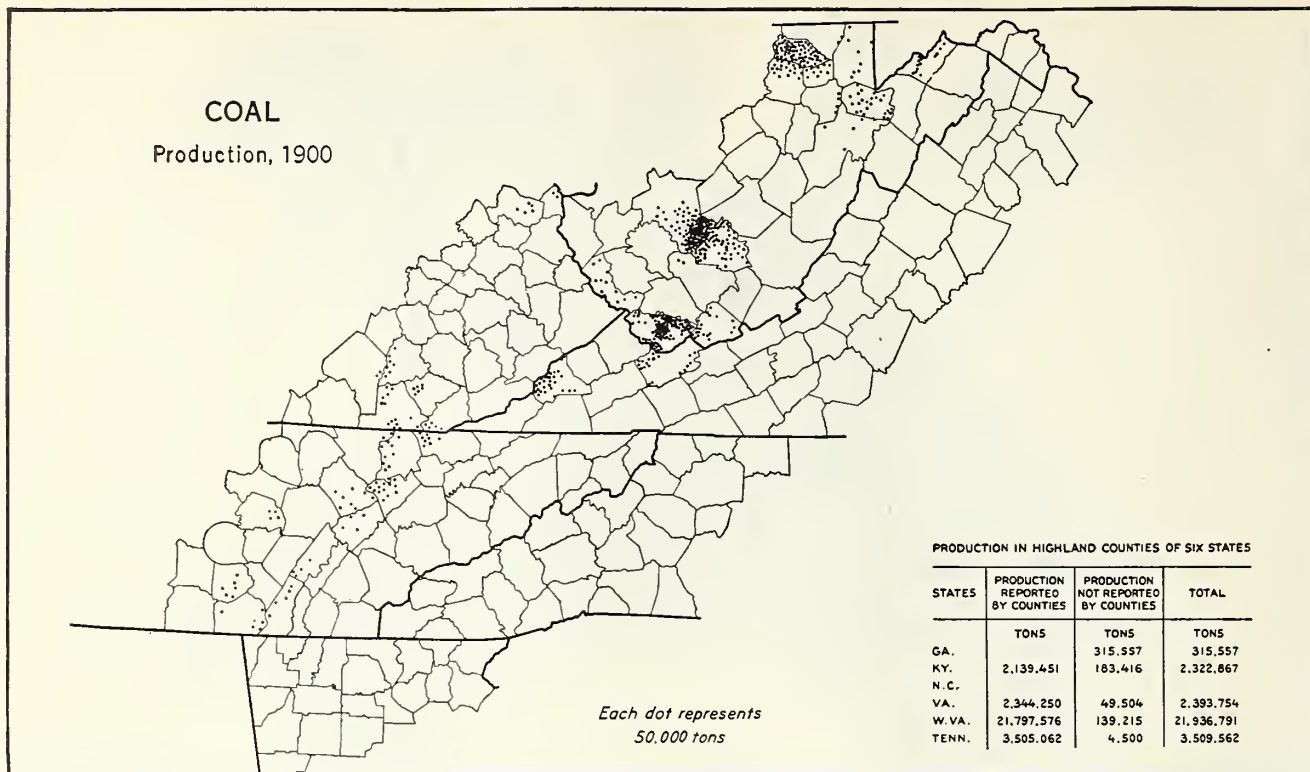 COAL
Production, 1900
Each dot represents
50,000 tons
PRODUCTION IN HIGHLAND COUNTIES OF SIX STATES
STATES PRODUCTION REPORTED BY COUNTIES PRODUCTION NOT REPORTED BY COUNTIES TOTAL
TONS TONS TONS
GA. 315.557 315,557
KY. 2,139,451 183,416 2,322,867
N.C.
VA. 2,344,250 49,504 2,393,754
W.VA. 21,797,576 139,215 21,936,791
TENN. 3,505,062 4,500 3,509,562